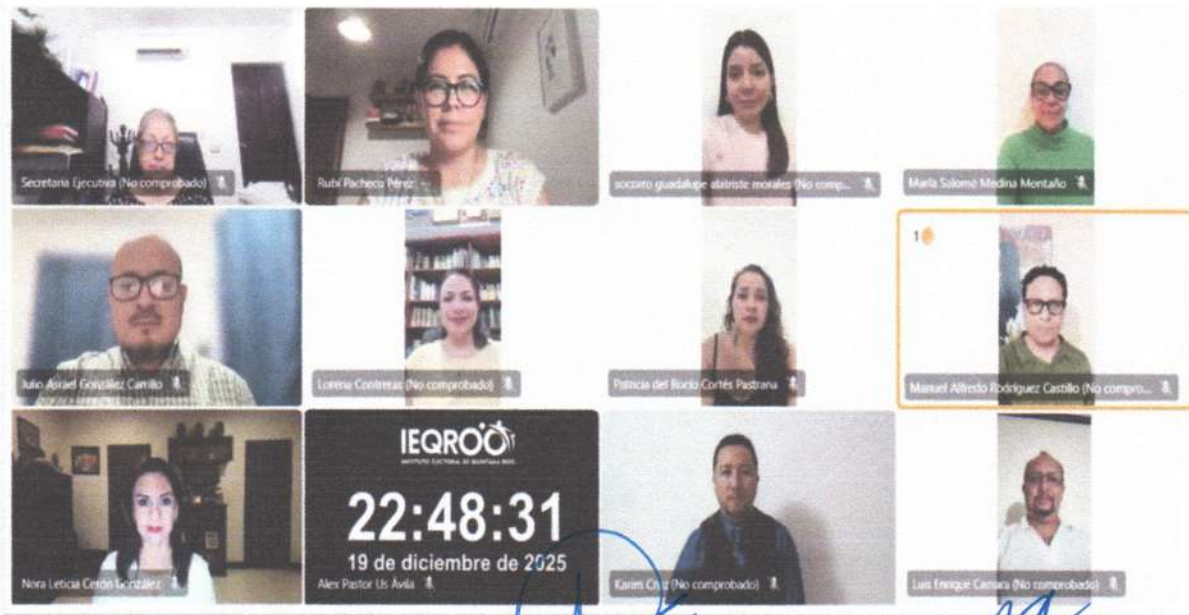 Secretaria Ejecutiva (No comprobado)
Rubí Pacheco Pérez
socorro guadalupe alatriste morales (No comp...
María Salomé Medina Montaño
Julio Asrael González Carrillo
Lorena Contreras (No comprobado)
Patricia del Rocío Cortés Pastrana
1
Manuel Alfredo Rodríguez Castillo (No compro...
Nora Leticia Cerón González
IEQROO
INSTITUTO ELECTORAL DE QUINTANA ROO
22:48:31
19 de diciembre de 2025
Alex Pastor Us Ávila
Karim Cruz (No comprobado)
Luis Enrique Camara (No comprobado)